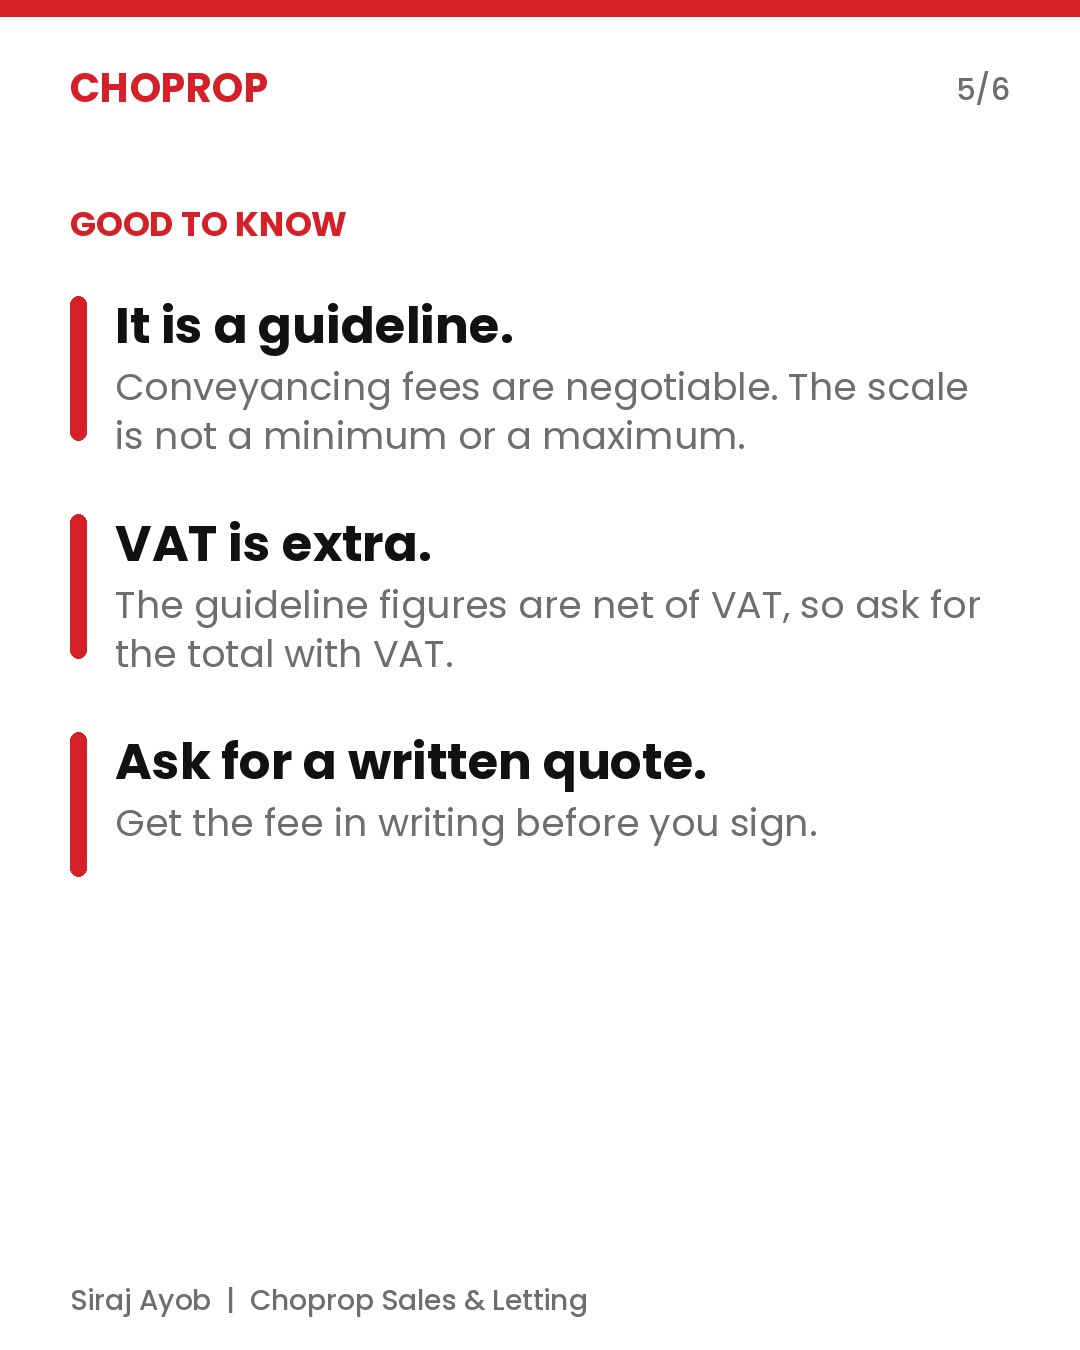 CHOPROP
5/6
GOOD TO KNOW
It is a guideline.
Conveyancing fees are negotiable. The scale
is not a minimum or a maximum.
VAT is extra.
The guideline figures are net of VAT, so ask for
the total with VAT.
Ask for a written quote.
Get the fee in writing before you sign.
Siraj Ayob | Choprop Sales & Letting